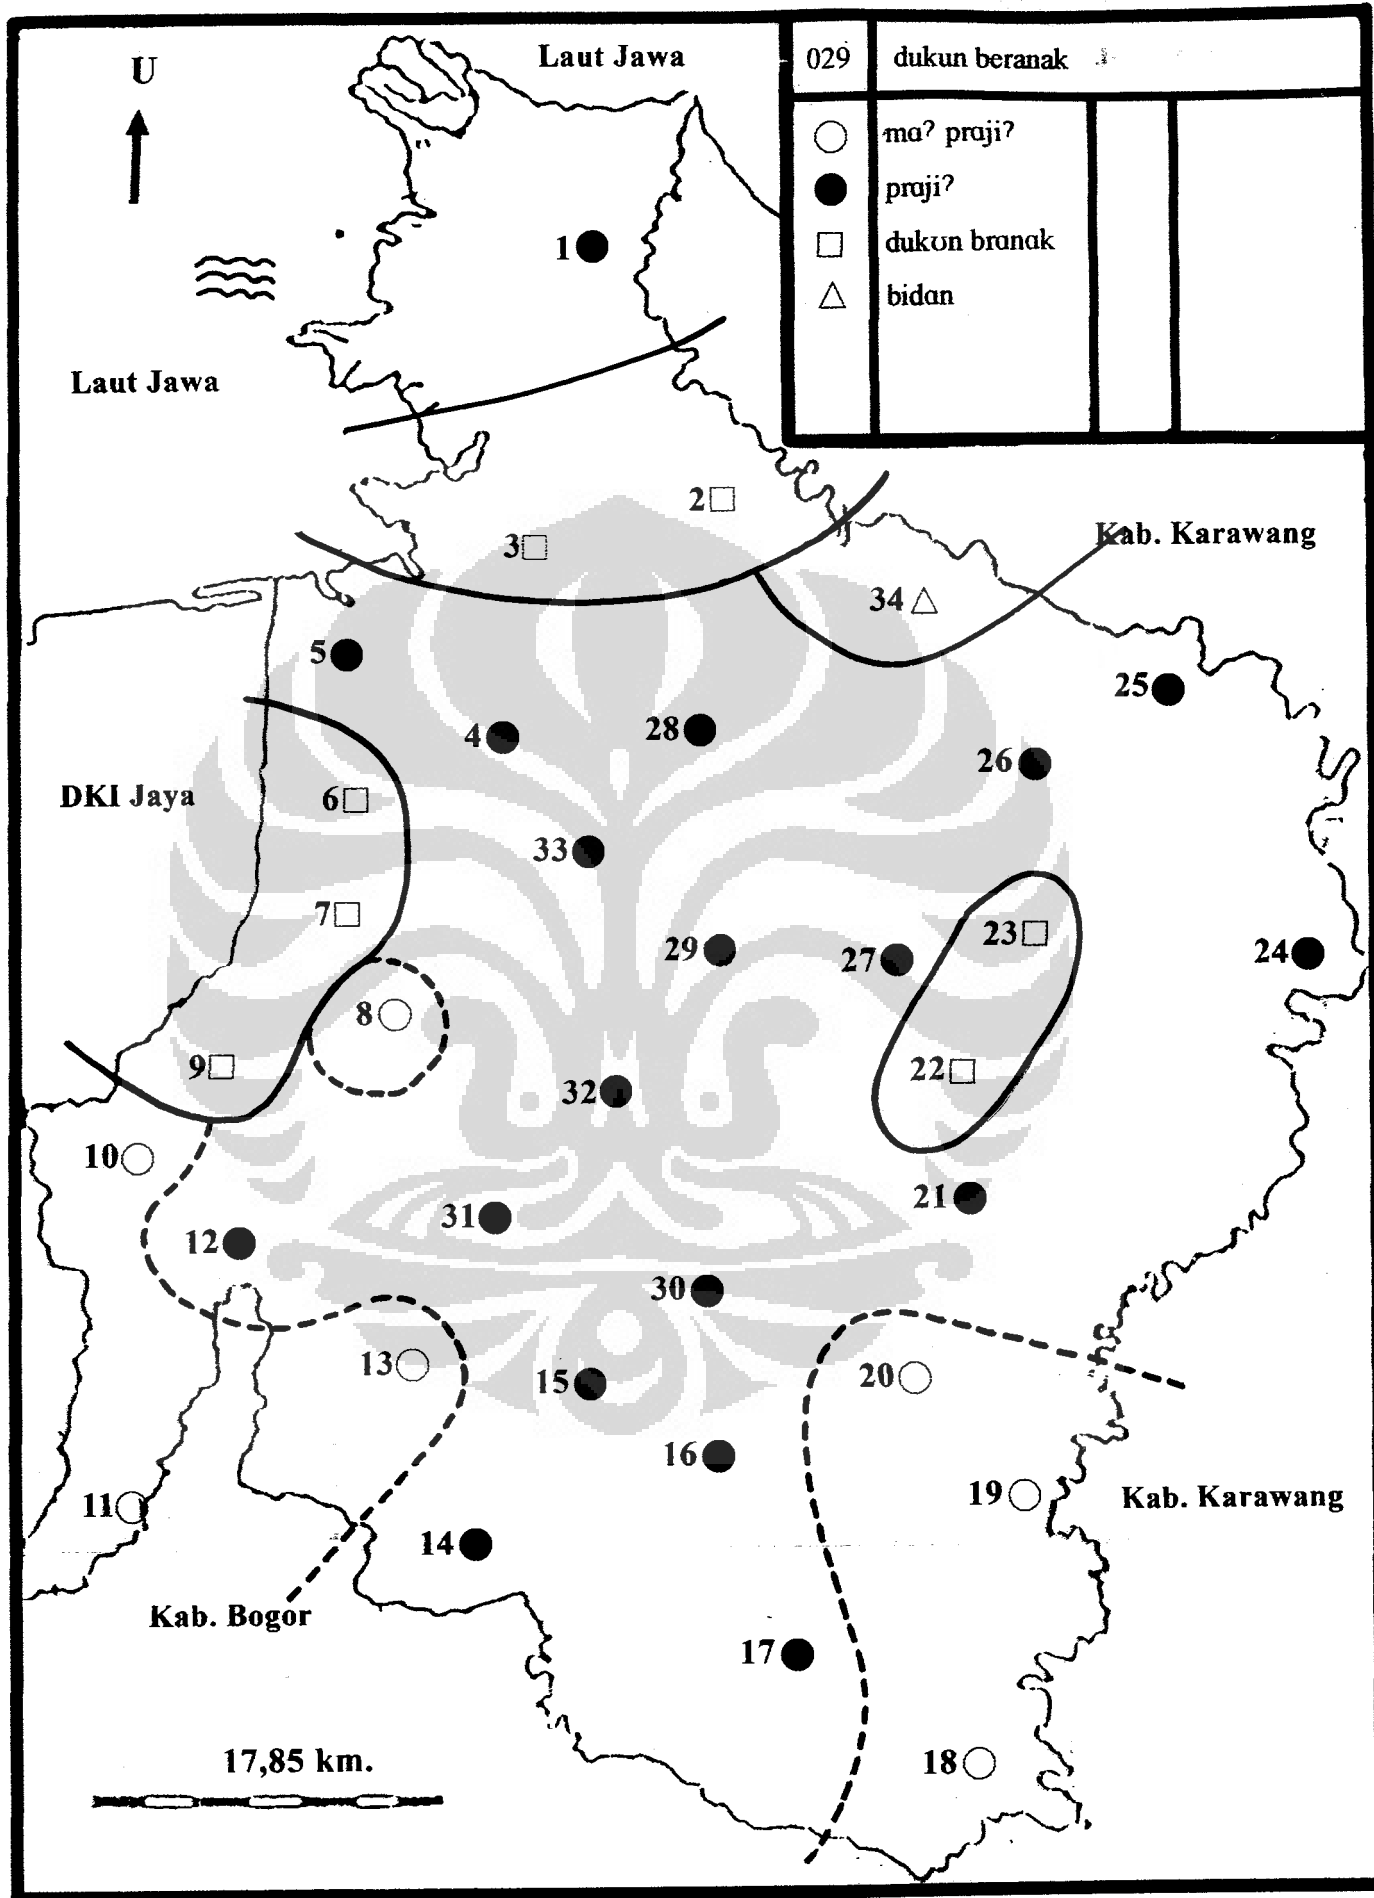 U
Laut Jawa
029 dukun beranak
ma? praji?
praji?
dukun branak
bidan
1
Laut Jawa
2
3
Kab. Karawang
34
5
25
4
28
26
DKI Jaya
6
33
7
23
29
27
24
8
9
22
32
10
21
31
12
30
13
15
20
16
11
19
Kab. Karawang
14
Kab. Bogor
17
17,85 km.
18